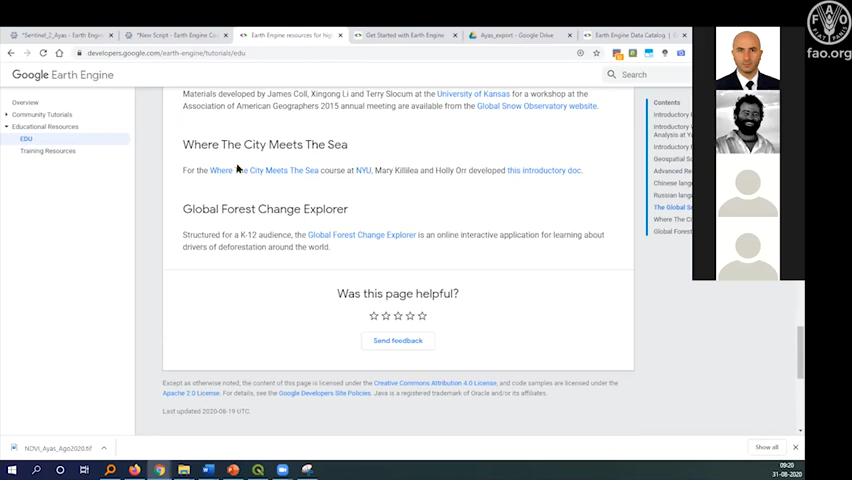 *Sentinel_2_Ayas - Earth Engin
*New Script - Earth Engine Co
Earth Engine resources for hig
Get Started with Earth Engine
Ayas_export - Google Drive
Earth Engine Data Catalog
developers.google.com/earth-engine/tutorials/edu
FAO
FIAT PANIS
fao.org
Google Earth Engine
Search
Overview
Community Tutorials
Educational Resources
EDU
Training Resources
Materials developed by James Coll, Xingong Li and Terry Slocum at the University of Kansas for a workshop at the
Association of American Geographers 2015 annual meeting are available from the Global Snow Observatory website.
Where The City Meets The Sea
For the Where The City Meets The Sea course at NYU, Mary Killilea and Holly Orr developed this introductory doc.
Global Forest Change Explorer
Structured for a K-12 audience, the Global Forest Change Explorer is an online interactive application for learning about
drivers of deforestation around the world.
Contents
Introductory
Introductory
Analysis at Y
Introductory
Geospatial So
Advanced Re
Chinese lang
Russian lang
The Global S
Where The C
Global Forest
Was this page helpful?
Send feedback
Except as otherwise noted, the content of this page is licensed under the Creative Commons Attribution 4.0 License, and code samples are licensed under the
Apache 2.0 License. For details, see the Google Developers Site Policies. Java is a registered trademark of Oracle and/or its affiliates.
Last updated 2020-08-19 UTC.
NDVI_Ayas_Ago2020.tif
Show all
09:20
31-08-2020